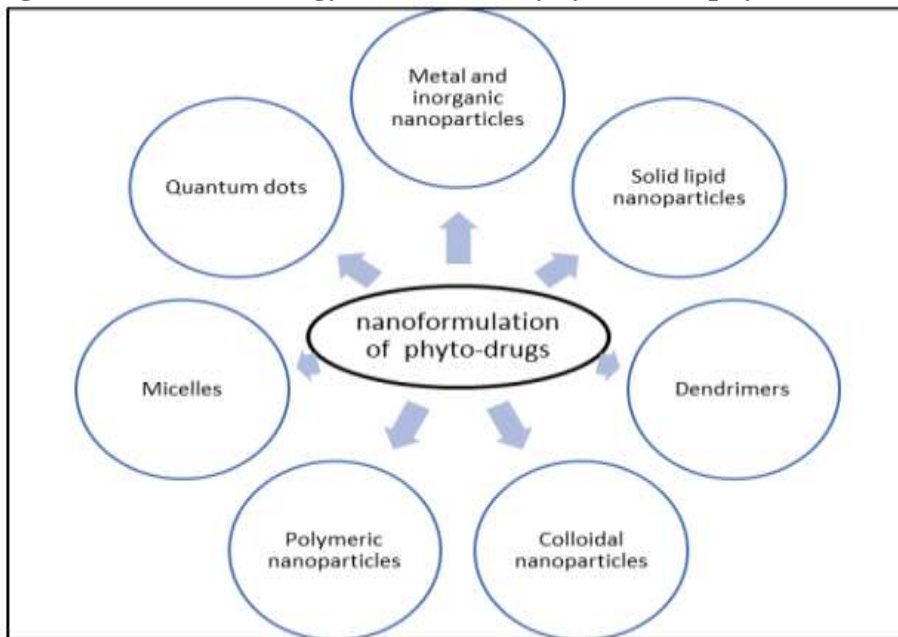 Metal and
inorganic
nanoparticles
Quantum dots
Solid lipid
nanoparticles
nanoformulation
of phyto-drugs
Micelles
Dendrimers
Polymeric
nanoparticles
Colloidal
nanoparticles